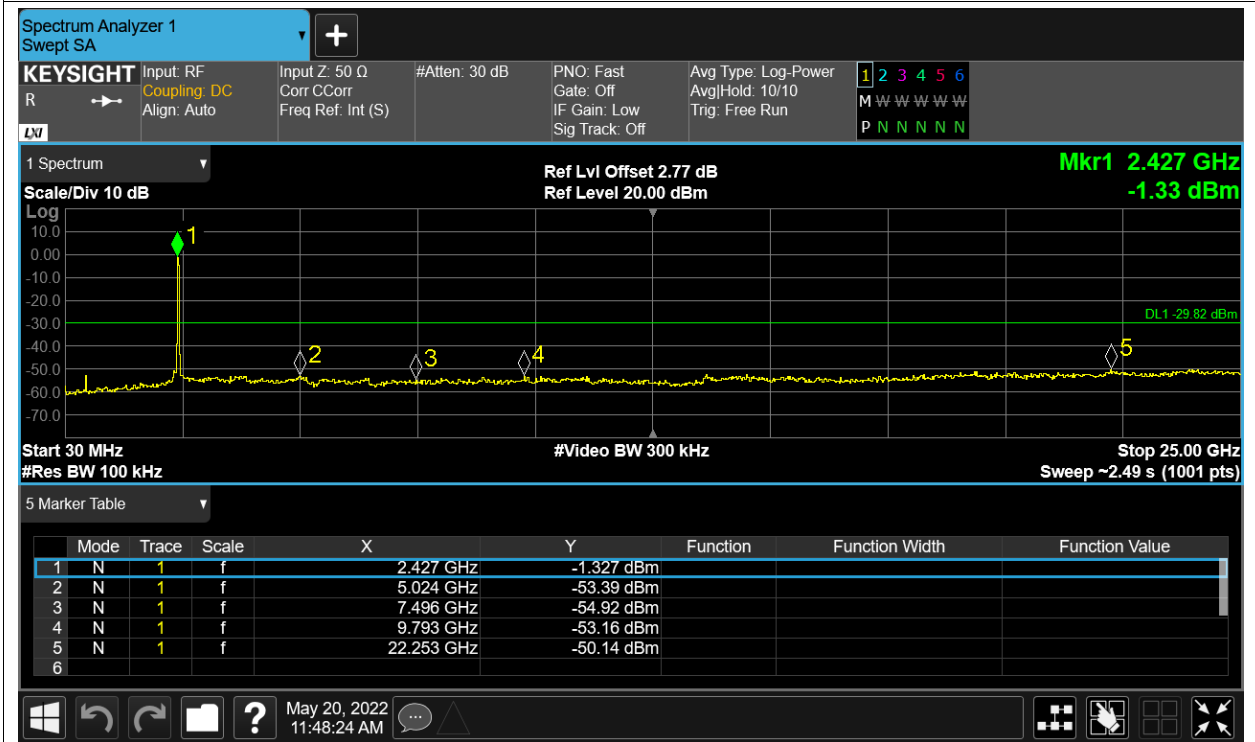 Spectrum Analyzer 1
Swept SA
KEYSIGHT
R
LXI
Input: RF
Coupling: DC
Align: Auto
Input Z: 50 Ω
Corr CCorr
Freq Ref: Int (S)
#Atten: 30 dB
PNO: Fast
Gate: Off
IF Gain: Low
Sig Track: Off
Avg Type: Log-Power
Avg|Hold: 10/10
Trig: Free Run
1 2 3 4 5 6
M W W W W W
P N N N N N
1 Spectrum
Scale/Div 10 dB
Ref Lvl Offset 2.77 dB
Ref Level 20.00 dBm
Mkr1 2.427 GHz
-1.33 dBm
Log
10.0
0.00
-10.0
-20.0
-30.0
-40.0
-50.0
-60.0
-70.0
1
2
3
4
5
DL1 -29.82 dBm
Start 30 MHz
#Res BW 100 kHz
#Video BW 300 kHz
Stop 25.00 GHz
Sweep ~2.49 s (1001 pts)
5 Marker Table
Mode Trace Scale X Y Function Function Width Function Value
1 N 1 f 2.427 GHz -1.327 dBm
2 N 1 f 5.024 GHz -53.39 dBm
3 N 1 f 7.496 GHz -54.92 dBm
4 N 1 f 9.793 GHz -53.16 dBm
5 N 1 f 22.253 GHz -50.14 dBm
6
?
May 20, 2022
11:48:24 AM